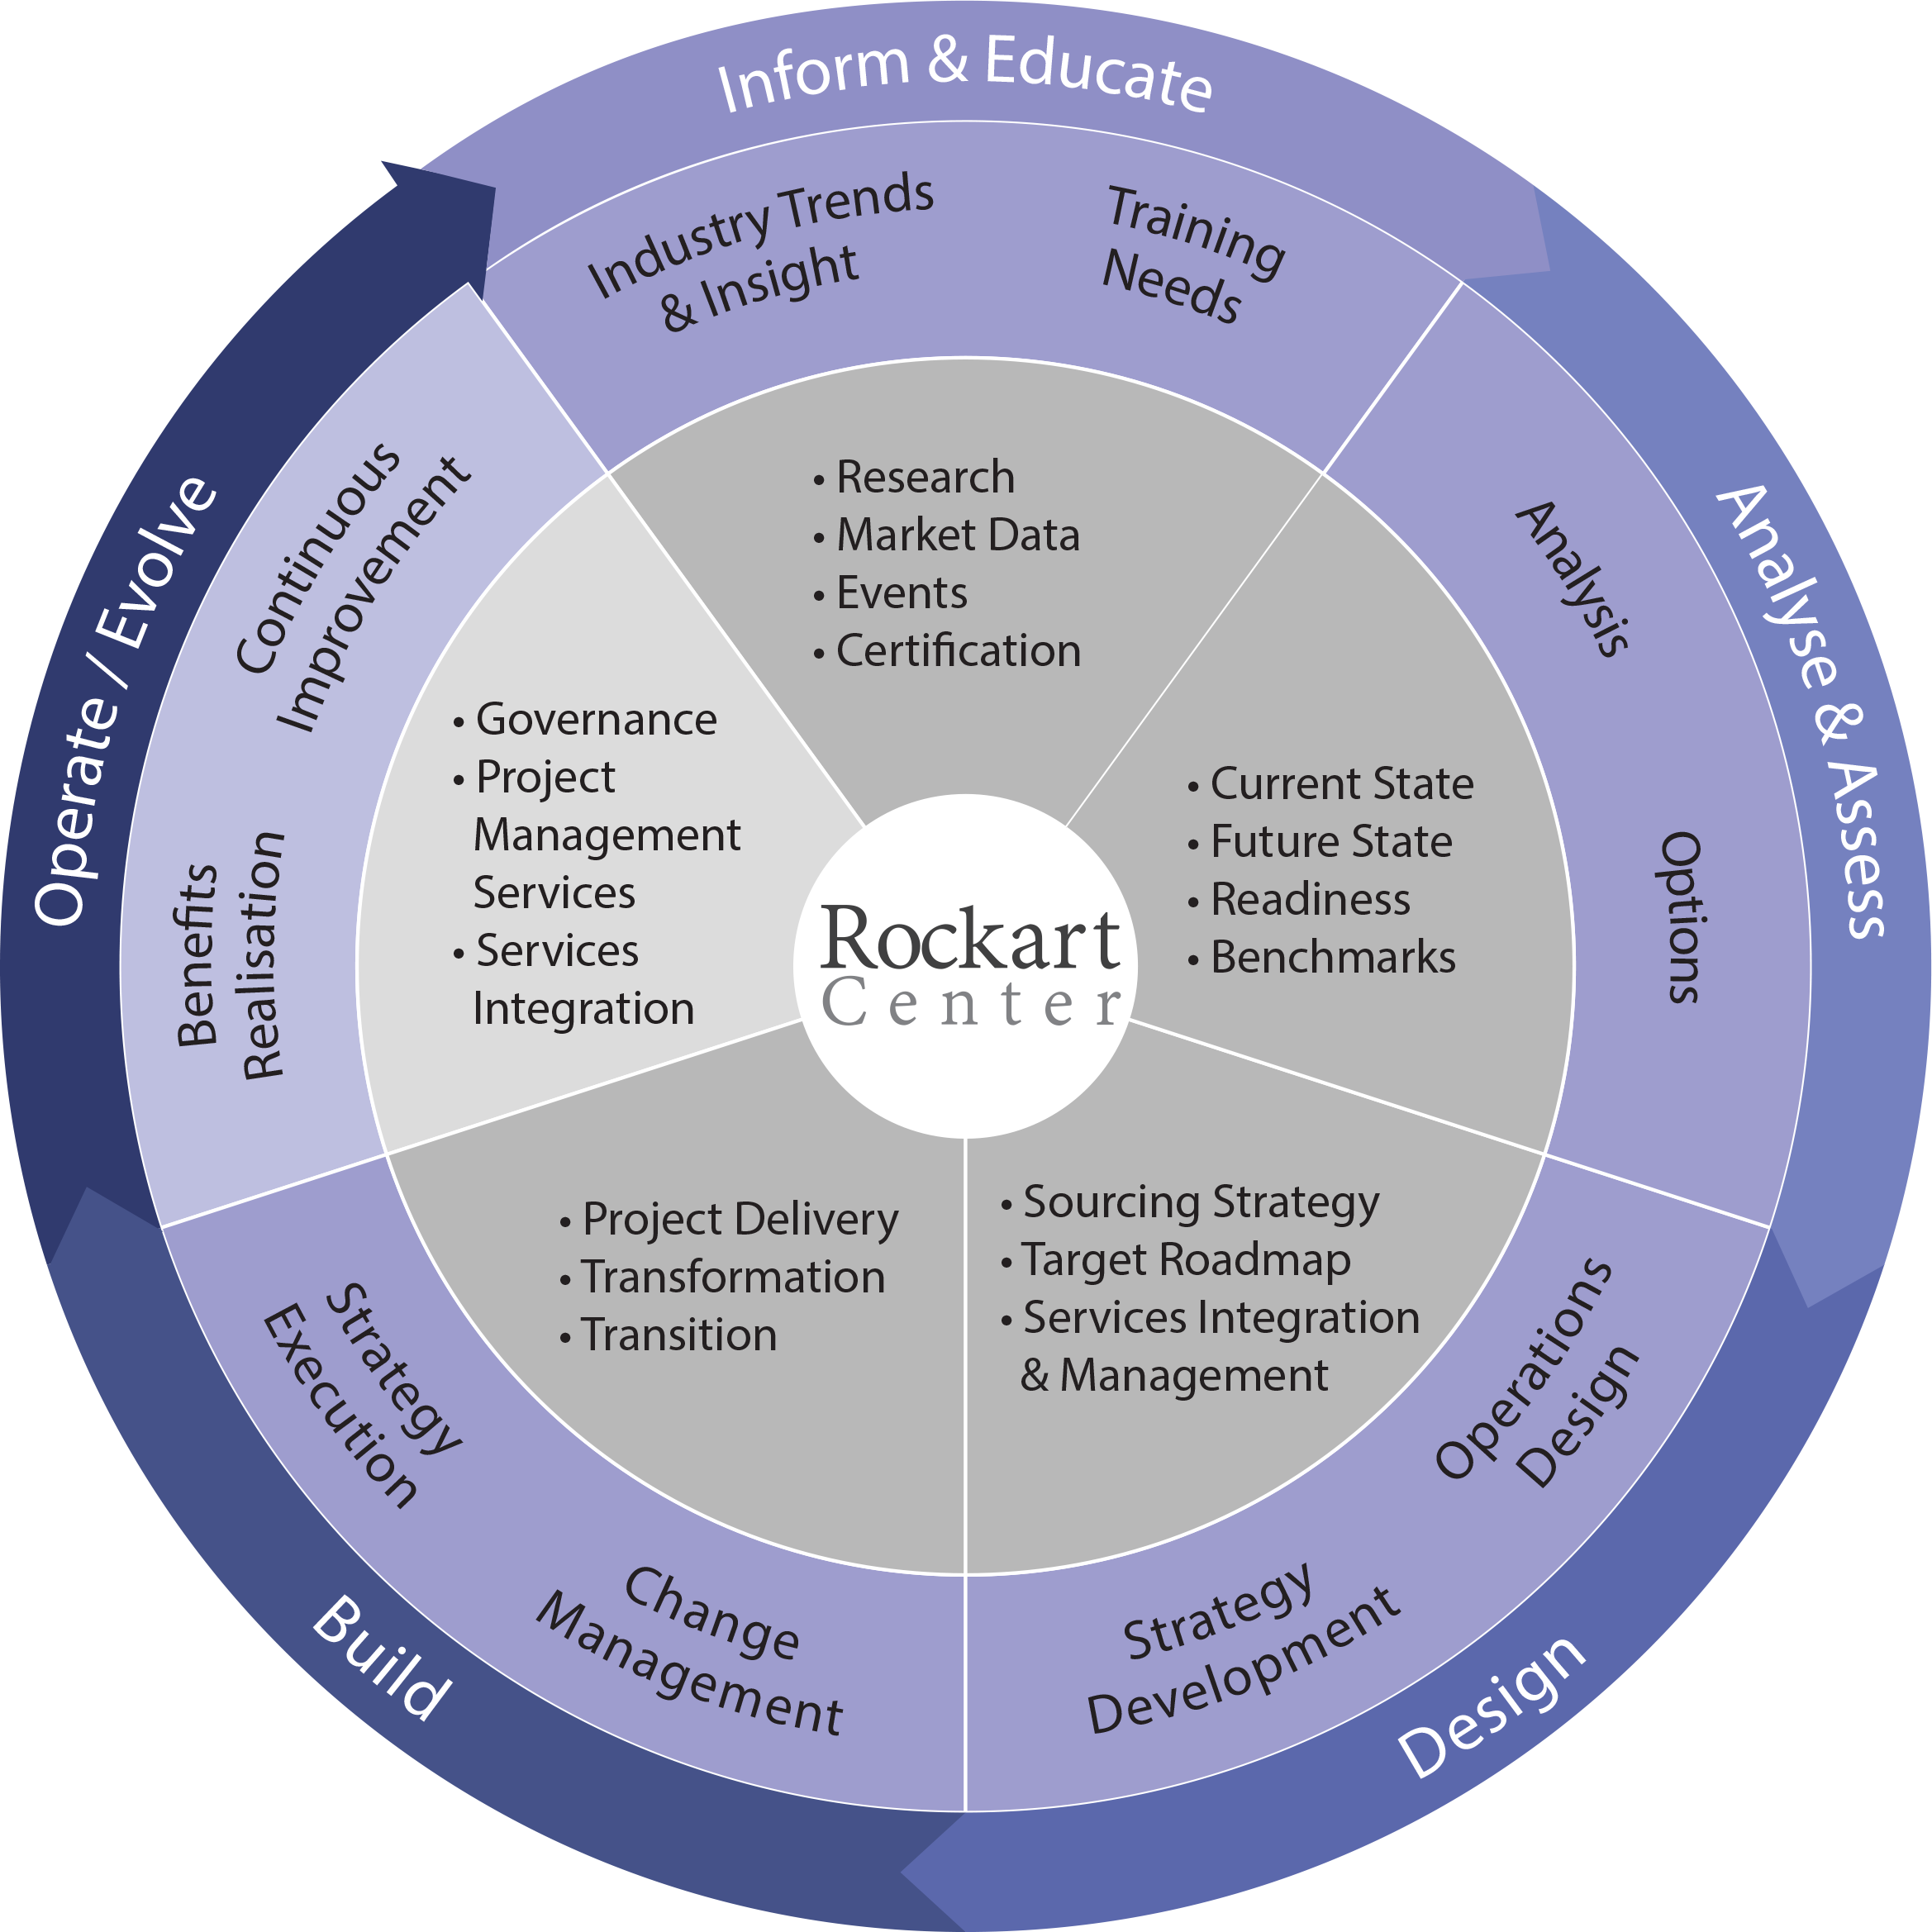 Inform & Educate
Industry Trends
& Insight
Training
Needs
• Research
• Market Data
• Events
• Certification
Analyse & Assess
Analysis
Options
• Current State
• Future State
• Readiness
• Benchmarks
Design
Operations
Design
Strategy
Development
• Sourcing Strategy
• Target Roadmap
• Services Integration
& Management
Build
Change
Management
Strategy
Execution
• Project Delivery
• Transformation
• Transition
Operate / Evolve
Benefits
Realisation
Continuous
Improvement
• Governance
• Project
Management
Services
• Services
Integration
Rockart
Center